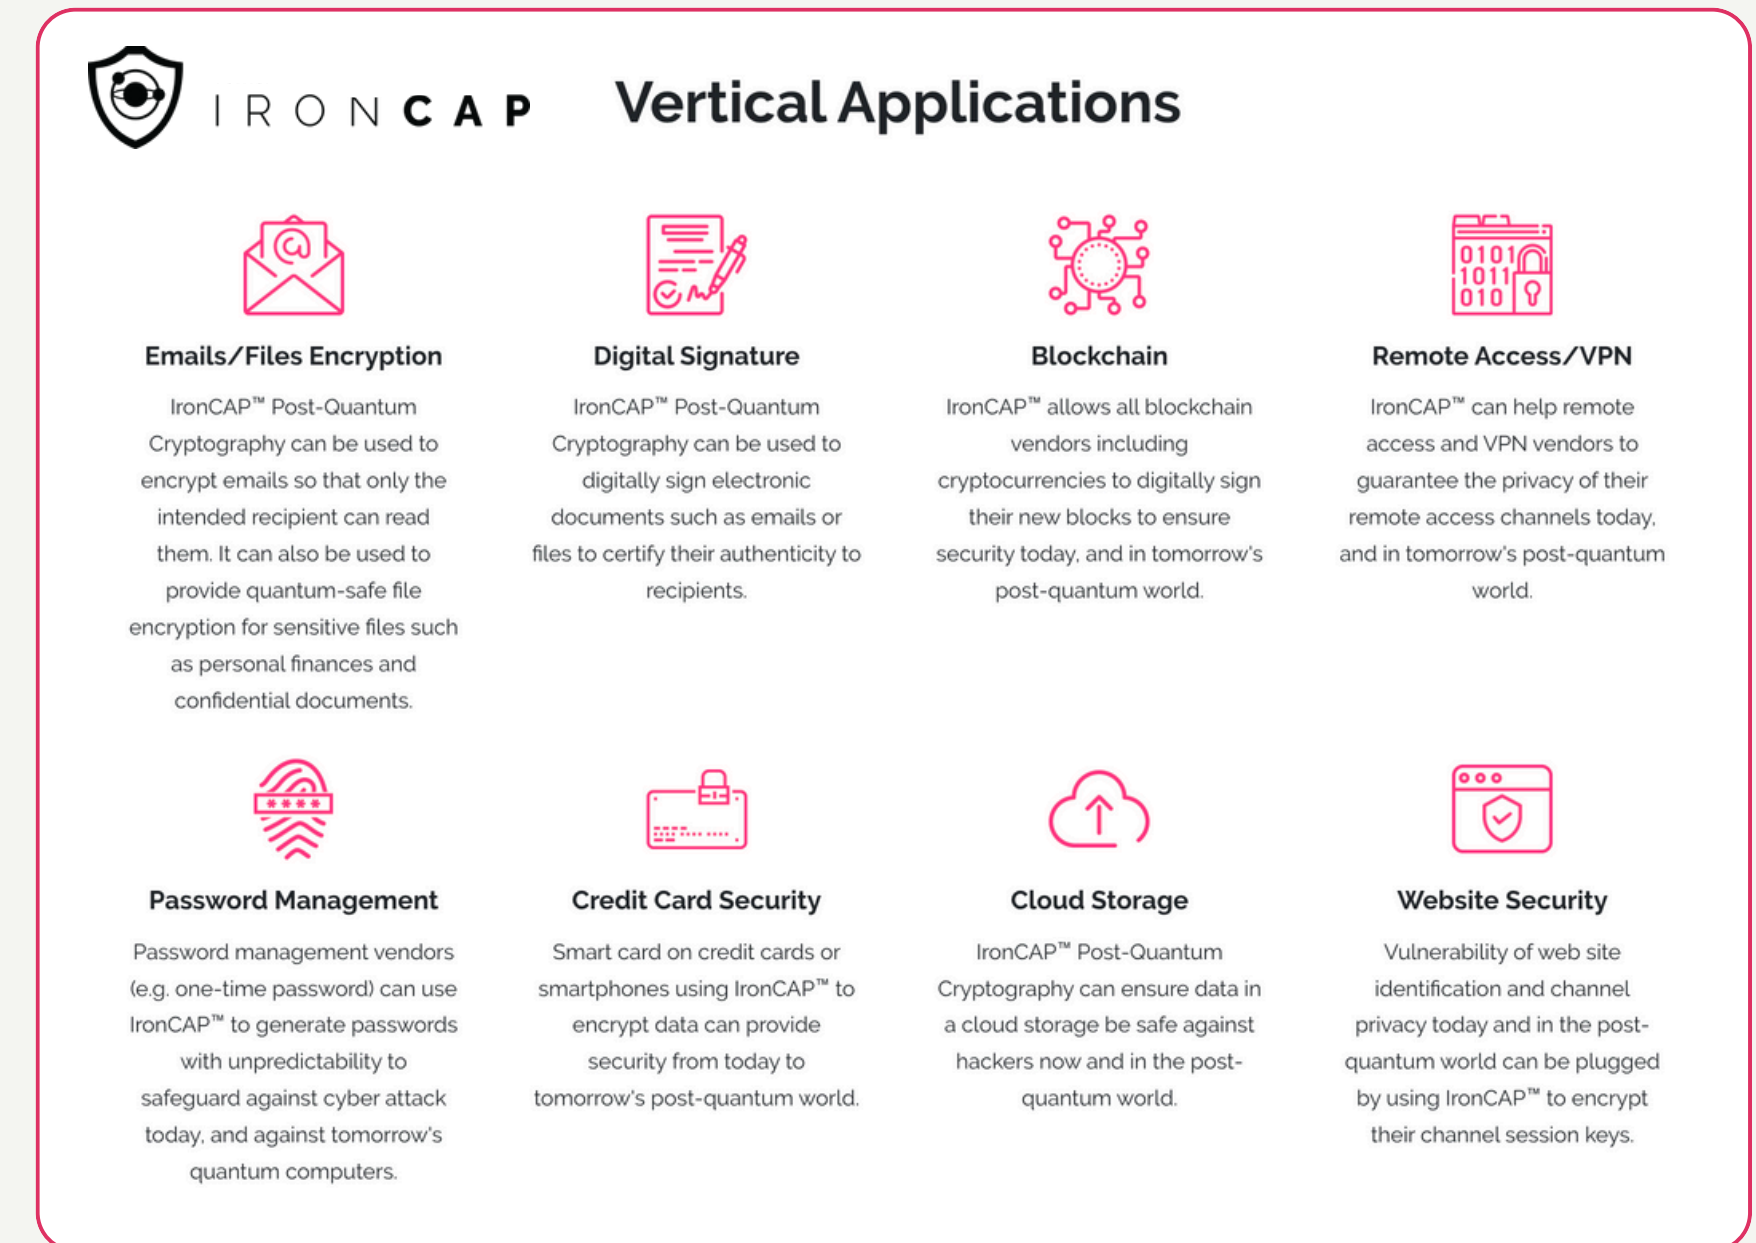 IRONCAP
Vertical Applications
0101
1011
010
Emails/Files Encryption
IronCAP™ Post-Quantum
Cryptography can be used to
encrypt emails so that only the
intended recipient can read
them. It can also be used to
provide quantum-safe file
encryption for sensitive files such
as personal finances and
confidential documents.
Digital Signature
IronCAP™ Post-Quantum
Cryptography can be used to
digitally sign electronic
documents such as emails or
files to certify their authenticity to
recipients.
Blockchain
IronCAP™ allows all blockchain
vendors including
cryptocurrencies to digitally sign
their new blocks to ensure
security today, and in tomorrow's
post-quantum world.
Remote Access/VPN
IronCAP™ can help remote
access and VPN vendors to
guarantee the privacy of their
remote access channels today,
and in tomorrow's post-quantum
world.
****
Password Management
Password management vendors
(e.g. one-time password) can use
IronCAP™ to generate passwords
with unpredictability to
safeguard against cyber attack
today, and against tomorrow's
quantum computers.
Credit Card Security
Smart card on credit cards or
smartphones using IronCAP™ to
encrypt data can provide
security from today to
tomorrow's post-quantum world.
Cloud Storage
IronCAP™ Post-Quantum
Cryptography can ensure data in
a cloud storage be safe against
hackers now and in the post-
quantum world.
Website Security
Vulnerability of web site
identification and channel
privacy today and in the post-
quantum world can be plugged
by using IronCAP™ to encrypt
their channel session keys.